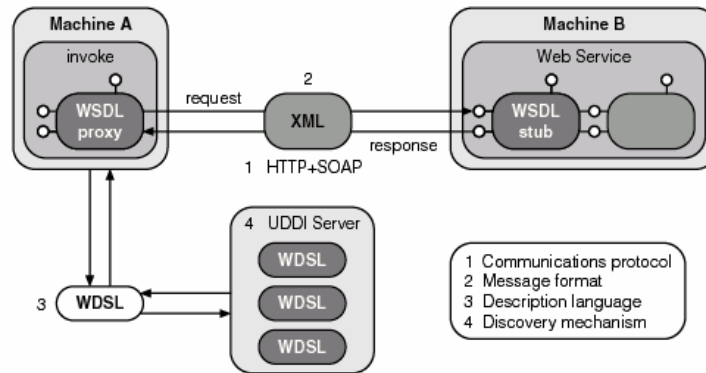 Machine A
invoke
WSDL
proxy
request
2
XML
response
1 HTTP+SOAP
Machine B
Web Service
WSDL
stub
4 UDDI Server
WDSL
WDSL
WDSL
3 WDSL
1 Communications protocol
2 Message format
3 Description language
4 Discovery mechanism